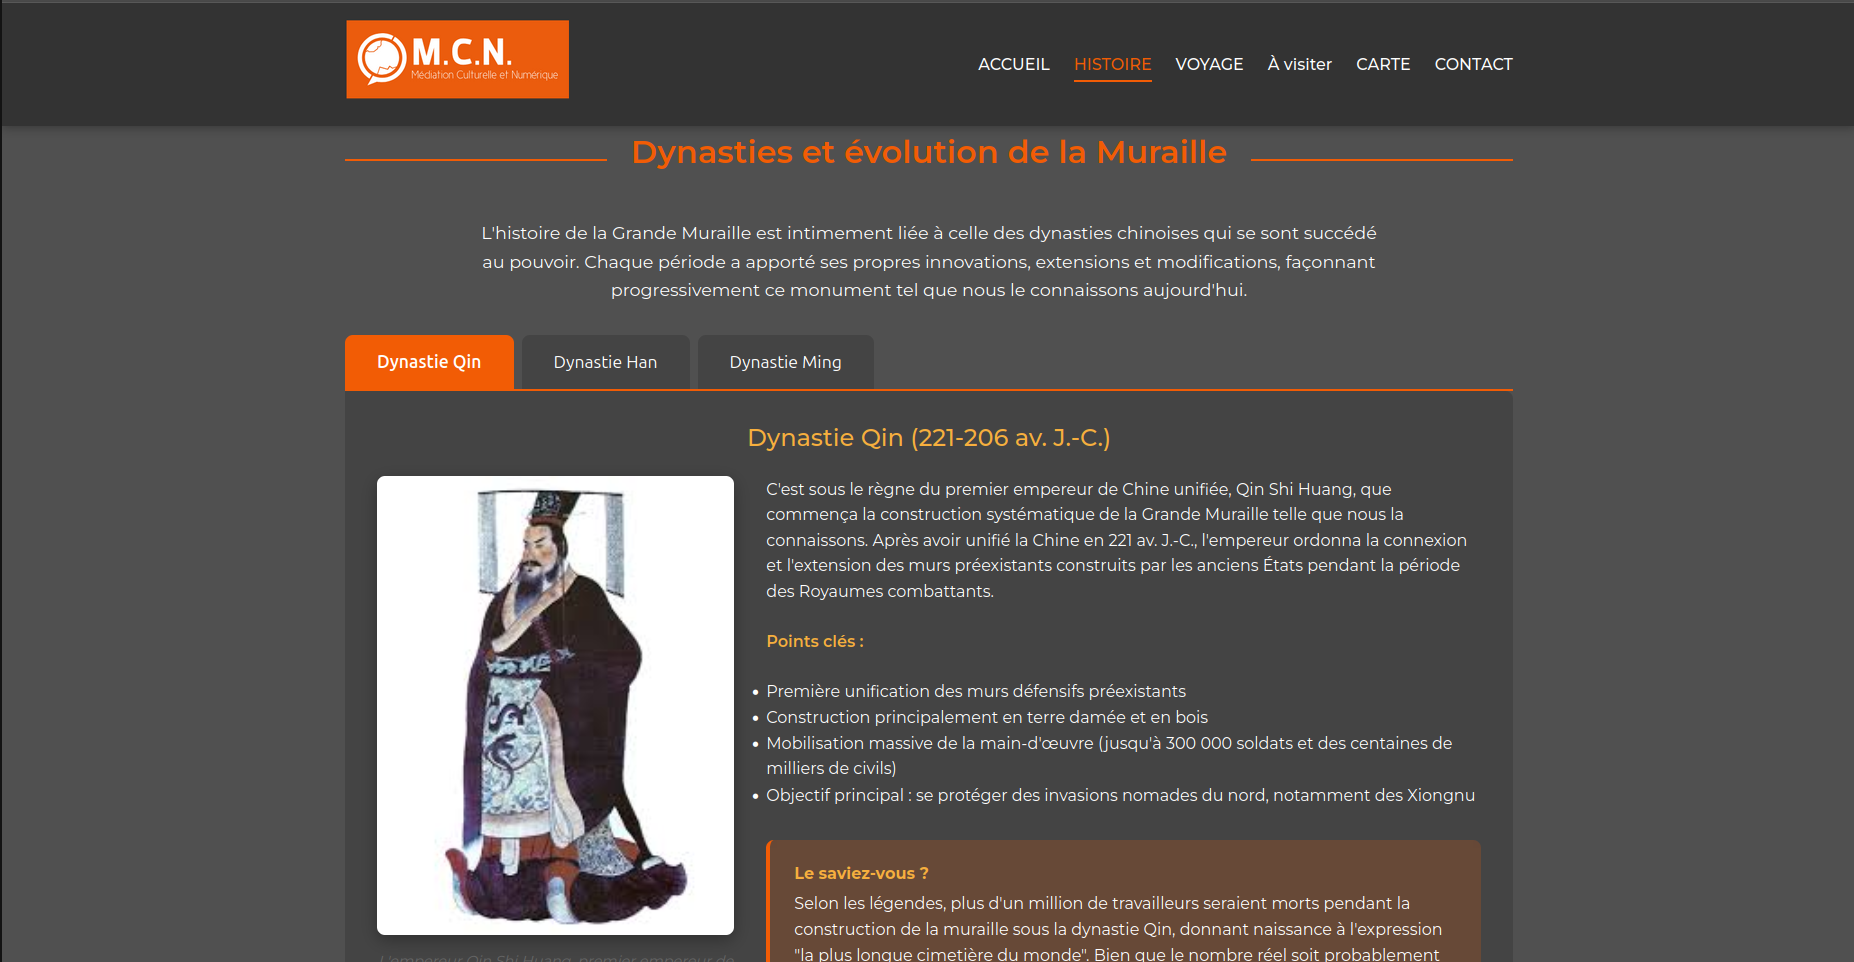 M.C.N.
Médiation Culturelle et Numérique
ACCUEIL HISTOIRE VOYAGE À visiter CARTE CONTACT
Dynasties et évolution de la Muraille
L'histoire de la Grande Muraille est intimement liée à celle des dynasties chinoises qui se sont succédé
au pouvoir. Chaque période a apporté ses propres innovations, extensions et modifications, façonnant
progressivement ce monument tel que nous le connaissons aujourd'hui.
Dynastie Qin Dynastie Han Dynastie Ming
Dynastie Qin (221-206 av. J.-C.)
C'est sous le règne du premier empereur de Chine unifiée, Qin Shi Huang, que
commença la construction systématique de la Grande Muraille telle que nous la
connaissons. Après avoir unifié la Chine en 221 av. J.-C., l'empereur ordonna la connexion
et l'extension des murs préexistants construits par les anciens États pendant la période
des Royaumes combattants.
Points clés :
• Première unification des murs défensifs préexistants
• Construction principalement en terre damée et en bois
• Mobilisation massive de la main-d'œuvre (jusqu'à 300 000 soldats et des centaines de
milliers de civils)
• Objectif principal : se protéger des invasions nomades du nord, notamment des Xiongnu
Le saviez-vous ?
Selon les légendes, plus d'un million de travailleurs seraient morts pendant la
construction de la muraille sous la dynastie Qin, donnant naissance à l'expression
"la plus longue cimetière du monde". Bien que le nombre réel soit probablement
L'empereur Qin Shi Huang, premier empereur de